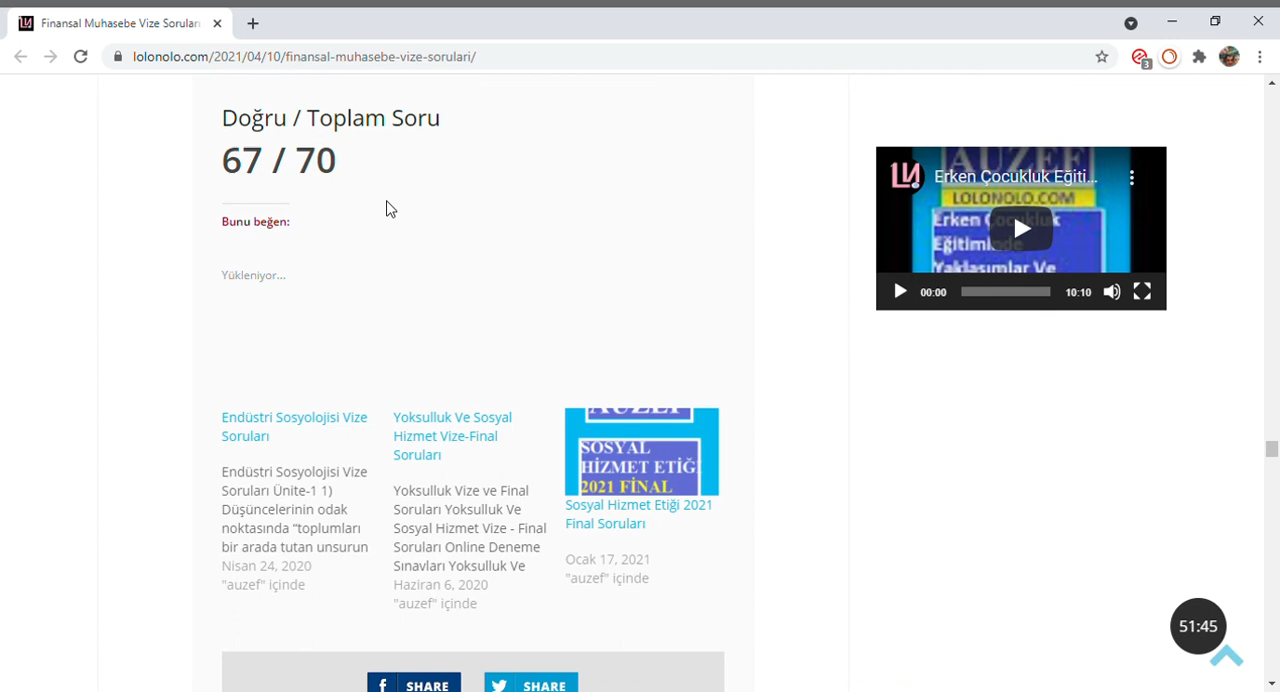 Finansal Muhasebe Vize Soruları
lolonolo.com/2021/04/10/finansal-muhasebe-vize-sorulari/
3
Doğru / Toplam Soru
67 / 70
Bunu beğen:
Yükleniyor...
Endüstri Sosyolojisi Vize
Soruları
Endüstri Sosyolojisi Vize
Soruları Ünite-1 1)
Düşüncelerinin odak
noktasında “toplumları
bir arada tutan unsurun
Nisan 24, 2020
"auzef" içinde
Yoksulluk Ve Sosyal
Hizmet Vize-Final
Soruları
Yoksulluk Vize ve Final
Soruları Yoksulluk Ve
Sosyal Hizmet Vize - Final
Soruları Online Deneme
Sınavları Yoksulluk Ve
Haziran 6, 2020
"auzef" içinde
AUZEF
SOSYAL
HİZMET ETİĞİ
2021 FİNAL
Sosyal Hizmet Etiği 2021
Final Soruları
Ocak 17, 2021
"auzef" içinde
f SHARE
SHARE
AUZEF
Erken Çocukluk Eğiti...
LOLONOLO.COM
Erken Çocukluk
Eğitiminde
Yaklaşımlar Ve
00:00
10:10
51:45